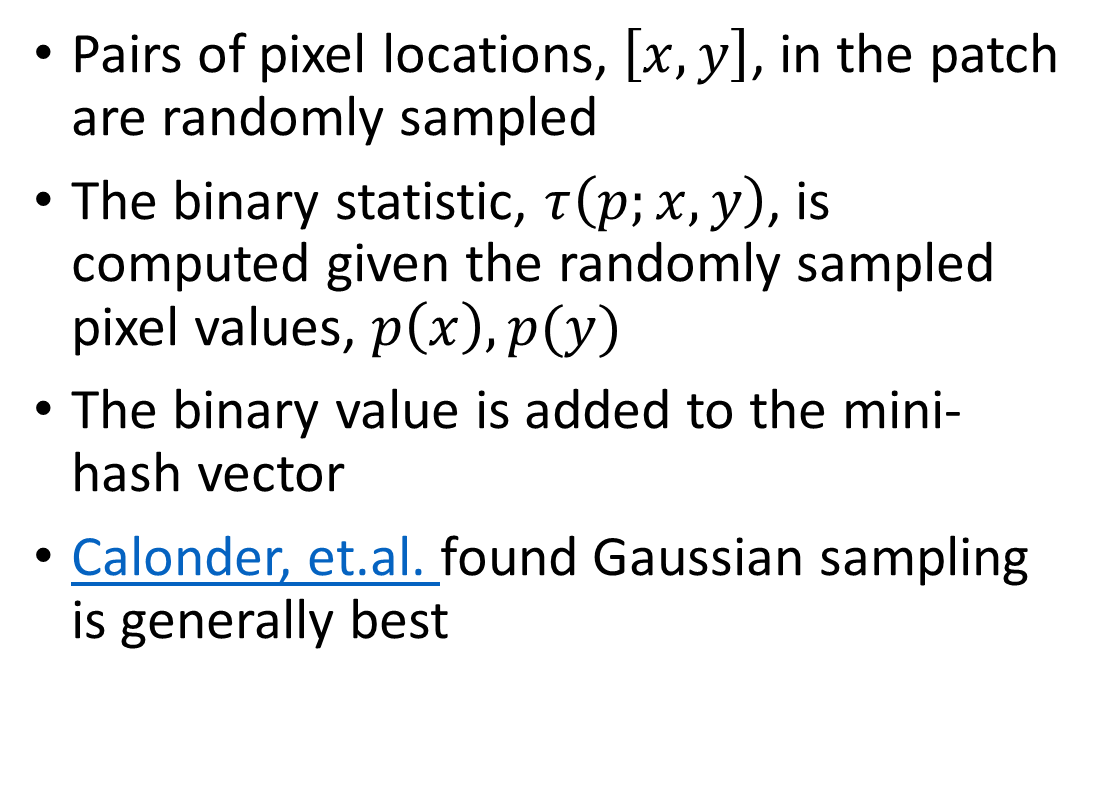 • Pairs of pixel locations, [x, y], in the patch
are randomly sampled
• The binary statistic, τ(p; x, y), is
computed given the randomly sampled
pixel values, p(x), p(y)
• The binary value is added to the mini-
hash vector
• Calonder, et.al. found Gaussian sampling
is generally best